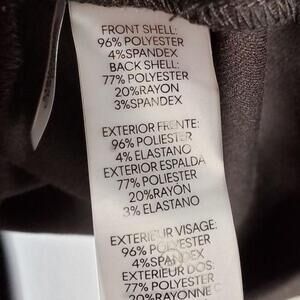 FRONT SHELL:
96% POLYESTER
4%SPANDEX
BACK SHELL:
77% POLYESTER
20%RAYON
3%SPANDEX
EXTERIOR FRENTE:
96% POLIESTER
4% ELASTANO
EXTERIOR ESPALDA
77% POLIESTER
20%RAYÓN
3% ELASTANO
EXTERIEUR VISAGE:
96% POLYESTER
4%SPANDEX
EXTERIEUR DOS:
77% POLYESTER
20%RAYONNE